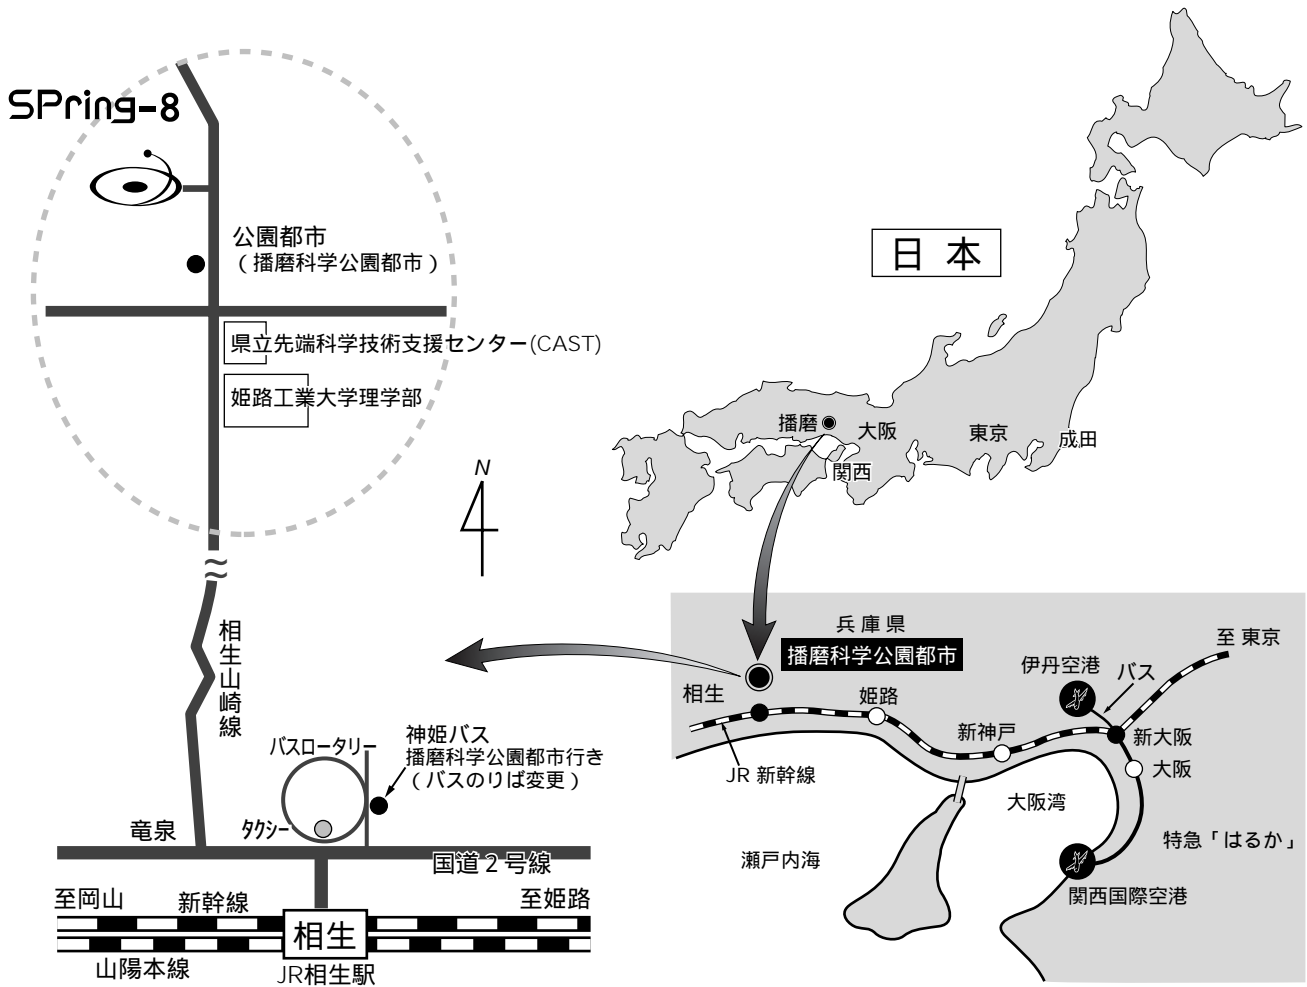 SPring-8
公園都市
(播磨科学公園都市)
県立先端科学技術支援センター(CAST)
姫路工業大学理学部
N
相生山崎線
バスロータリー
神姫バス
播磨科学公園都市行き
(バスのりば変更)
タクシー
竜泉
国道2号線
至岡山
新幹線
至姫路
相生
山陽本線
JR相生駅
日本
播磨
大阪
東京
成田
関西
兵庫県
播磨科学公園都市
至 東京
伊丹空港
バス
相生
姫路
新神戸
新大阪
JR 新幹線
大阪
大阪湾
特急「はるか」
瀬戸内海
関西国際空港